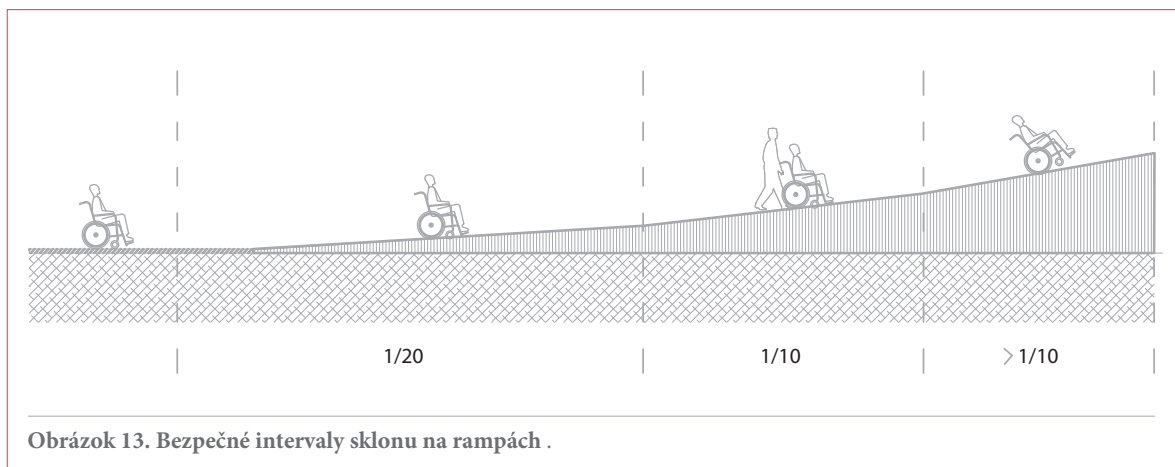 1/20 1/10 > 1/10
Obrázok 13. Bezpečné intervaly sklonu na rampách .